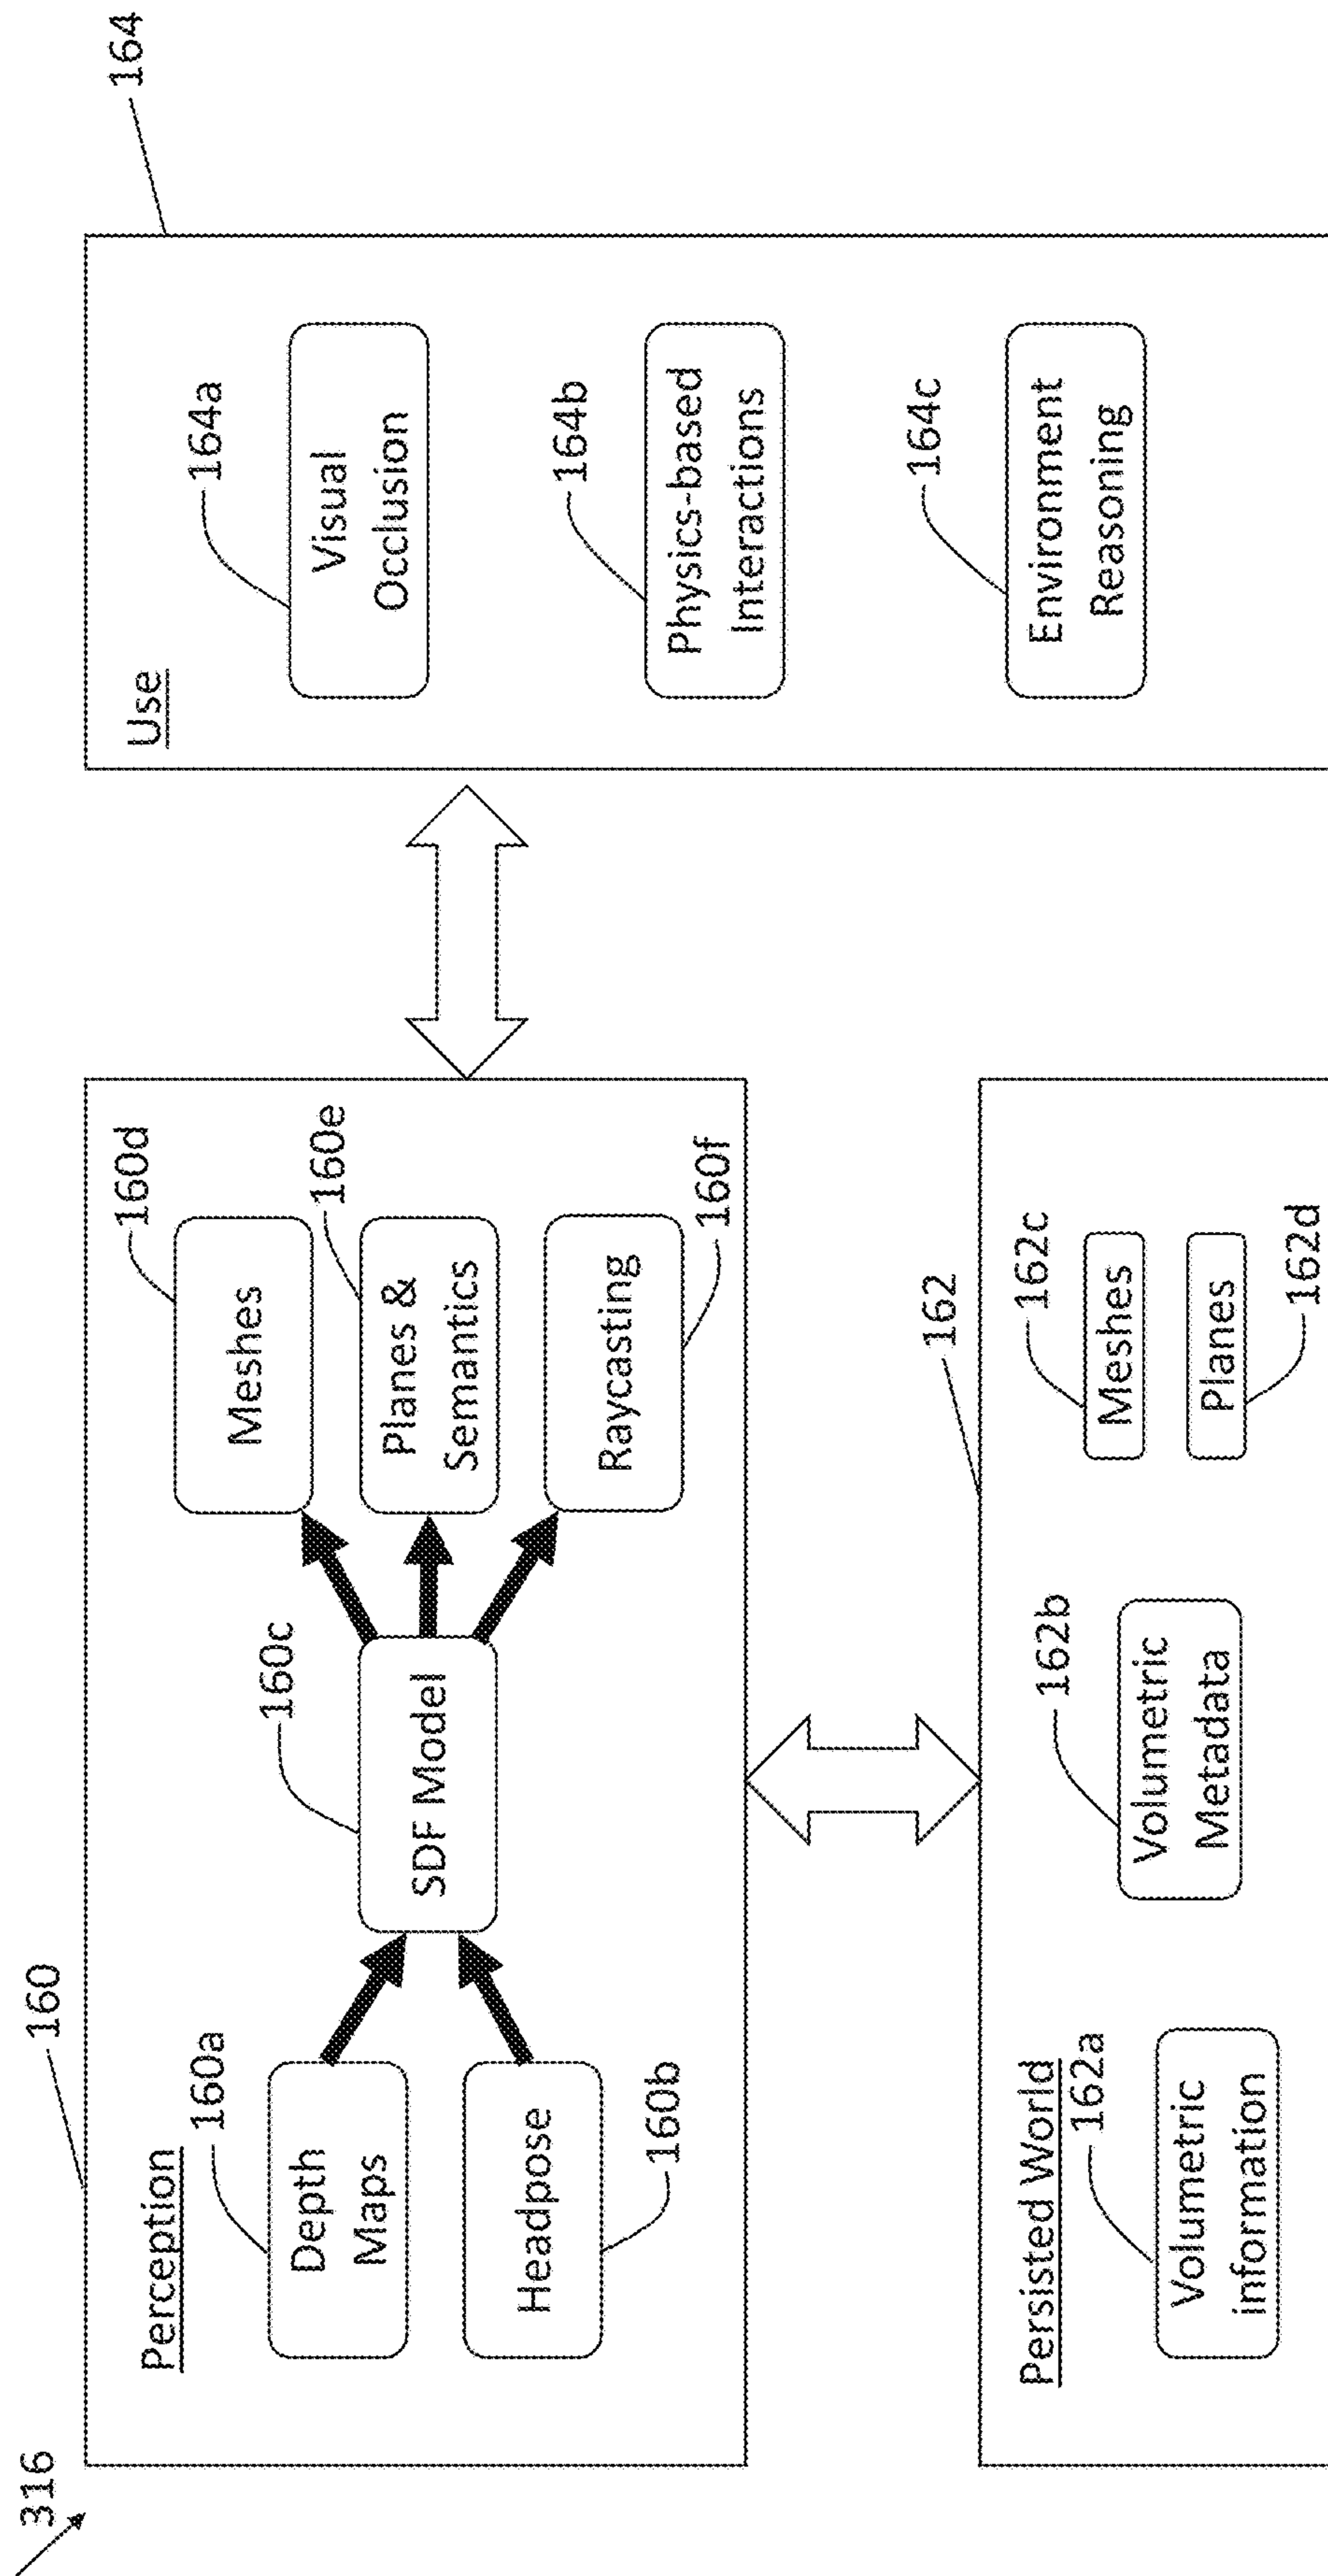 316
160
Perception
160a
Depth
Maps
Headpose
160b
160c
SDF Model
160d
Meshes
160e
Planes &
Semantics
Raycasting
160f
164
Use
164a
Visual
Occlusion
164b
Physics-based
Interactions
164c
Environment
Reasoning
162
Persisted World
162a
Volumetric
information
162b
Volumetric
Metadata
162c
Meshes
Planes
162d